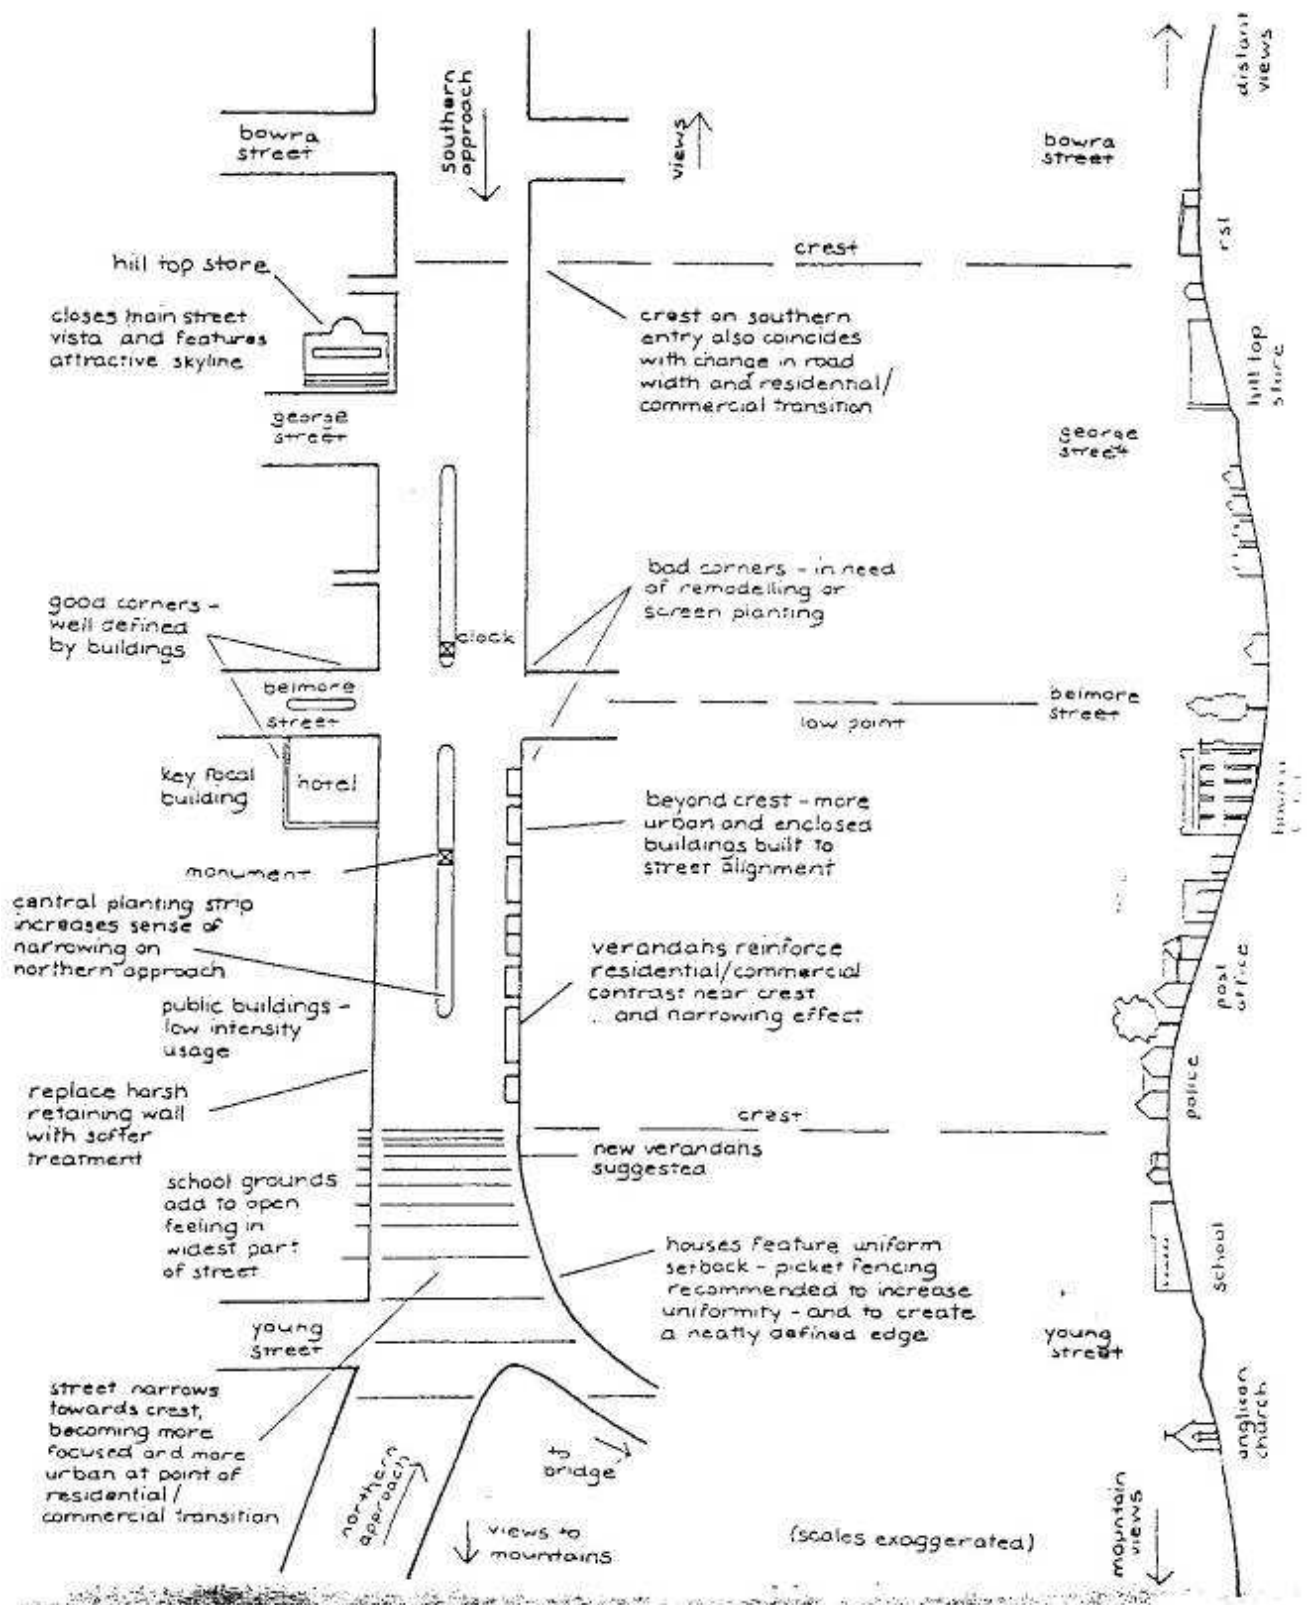 distant
views
southern
approach
views
bowra
street
bowra
street
rsl
crest
hill top store
closes main street
vista and features
attractive skyline
crest on southern
entry also coincides
with change in road
width and residential/
commercial transition
hill top
store
george
street
george
street
bad corners - in need
of remodelling or
screen planting
good corners -
well defined
by buildings
clock
belmore
street
belmore
street
low point
key focal
building
hotel
beyond crest - more
urban and enclosed
buildings built to
street alignment
monument
central planting strip
increases sense of
narrowing on
northern approach
verandahs reinforce
residential/commercial
contrast near crest
and narrowing effect
post
office
public buildings -
low intensity
usage
replace harsh
retaining wall
with softer
treatment
police
crest
new verandahs
suggested
school grounds
add to open
feeling in
widest part
of street
school
houses feature uniform
setback - picket fencing
recommended to increase
uniformity - and to create
a neatly defined edge
young
street
young
street
street narrows
towards crest,
becoming more
focused and more
urban at point of
residential/
commercial transition
anglican
church
to
bridge
northern
approach
views to
mountains
(scales exaggerated)
mountain
views